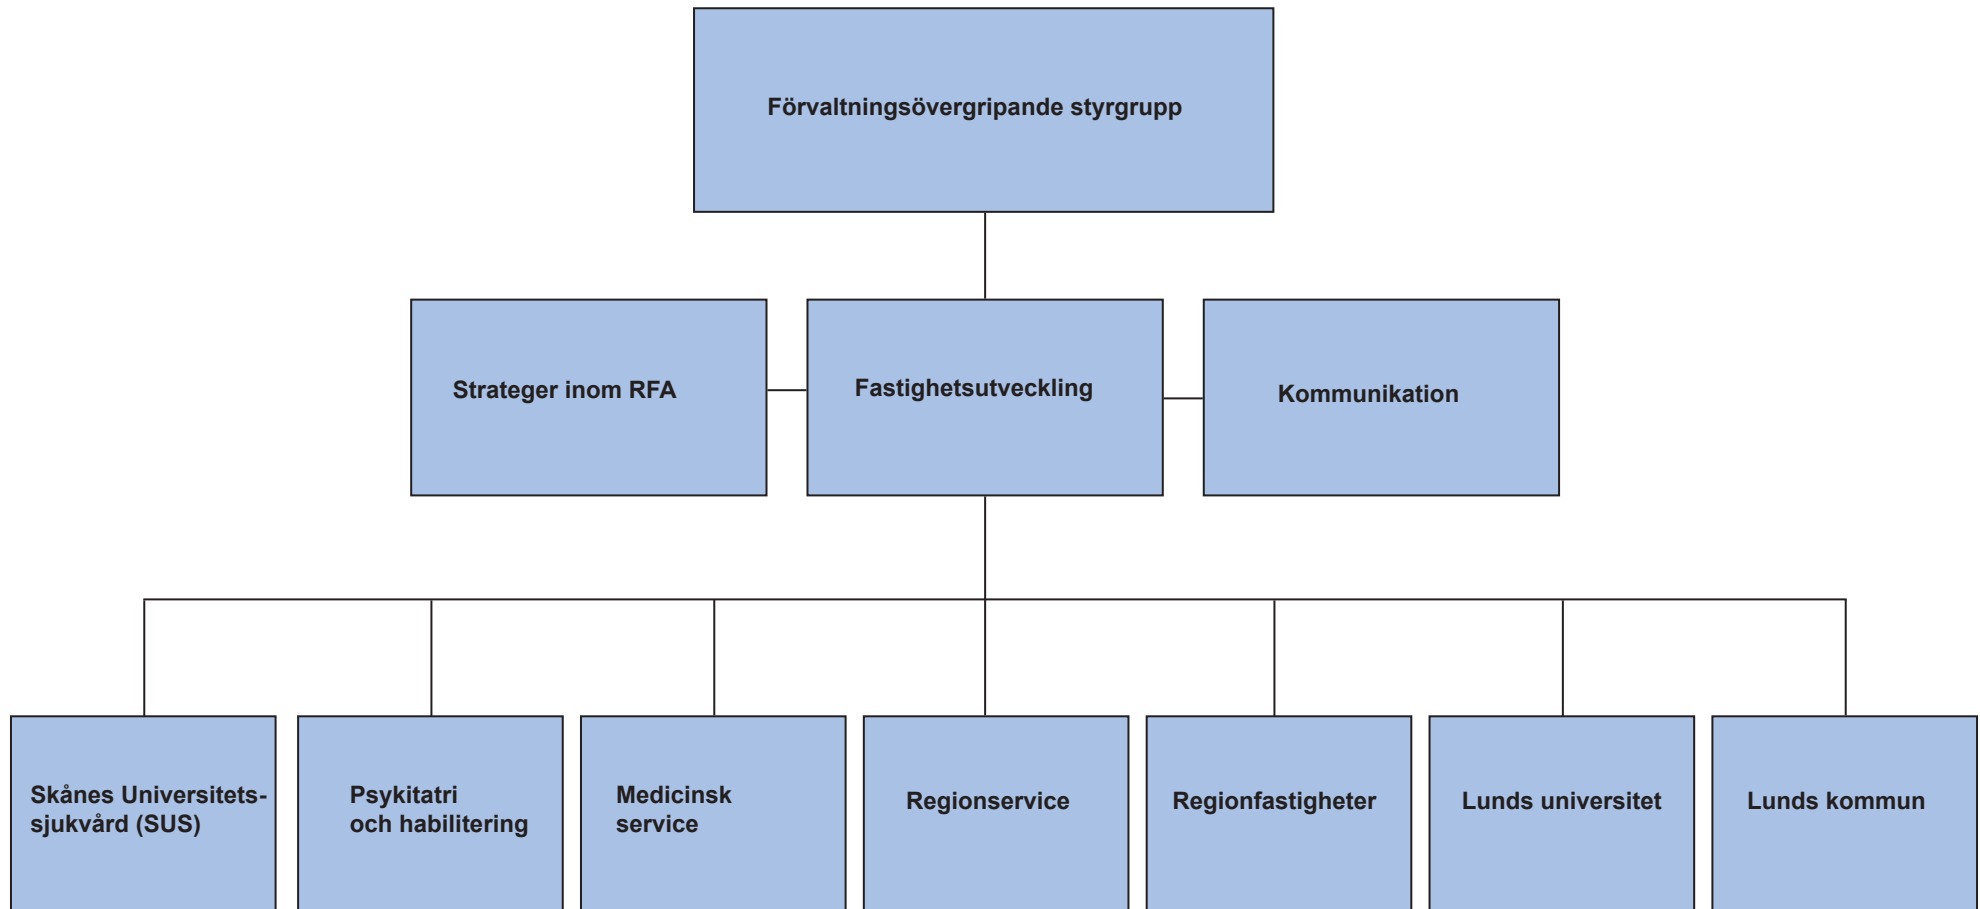 Förvaltningsövergripande styrgrupp
Strateger inom RFA
Fastighetsutveckling
Kommunikation
Skånes Universitets-
sjukvård (SUS)
Psykitatri
och habilitering
Medicinsk
service
Regionservice
Regionfastigheter
Lunds universitet
Lunds kommun